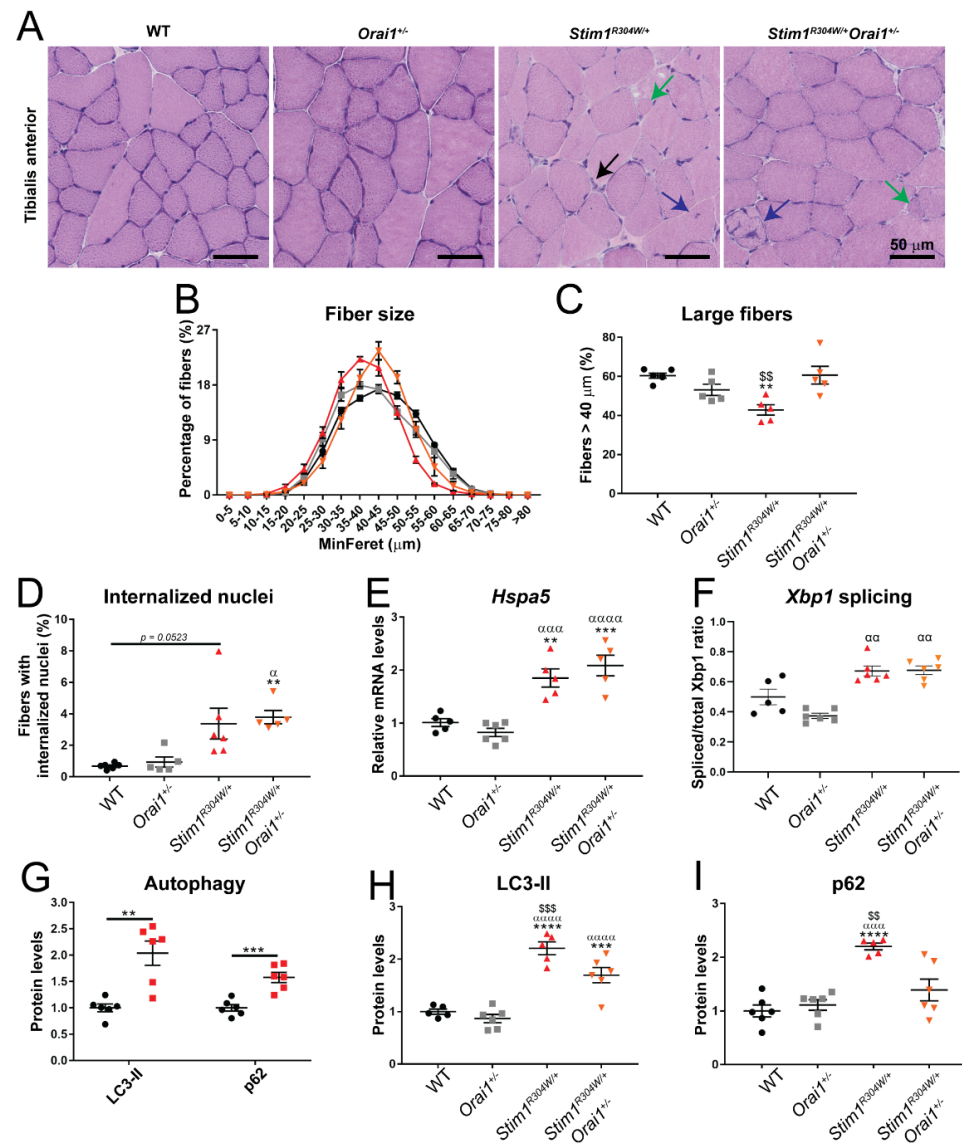 A
WT
Orai1+/-
Stim1R304W/+
Stim1R304W/+Orai1+/-
Tibialis anterior
50 μm
B
Fiber size
Percentage of fibers (%)
27
18
9
0
0-5
5-10
10-15
15-20
20-25
25-30
30-35
35-40
40-45
45-50
50-55
55-60
60-65
65-70
70-75
75-80
>80
MinFeret (μm)
C
Large fibers
Fibers > 40 μm (%)
80
60
40
20
0
$$
**
WT
Orai1+/-
Stim1R304W/+
Stim1R304W/+
Orai1+/-
D
Internalized nuclei
Fibers with
internalized nuclei (%)
10
8
6
4
2
0
p = 0.0523
α
**
WT
Orai1+/-
Stim1R304W/+
Stim1R304W/+
Orai1+/-
E
Hspa5
Relative mRNA levels
3
2
1
0
ααα
**
αααα
***
WT
Orai1+/-
Stim1R304W/+
Stim1R304W/+
Orai1+/-
F
Xbp1 splicing
Spliced/total Xbp1 ratio
1.0
0.8
0.6
0.4
0.2
0.0
αα
αα
WT
Orai1+/-
Stim1R304W/+
Stim1R304W/+
Orai1+/-
G
Autophagy
Protein levels
3.0
2.5
2.0
1.5
1.0
0.5
0.0
**
***
LC3-II
p62
H
LC3-II
Protein levels
3
2
1
0
$$$
αααα
****
αααα
***
WT
Orai1+/-
Stim1R304W/+
Stim1R304W/+
Orai1+/-
I
p62
Protein levels
3
2
1
0
$$
ααα
****
WT
Orai1+/-
Stim1R304W/+
Stim1R304W/+
Orai1+/-